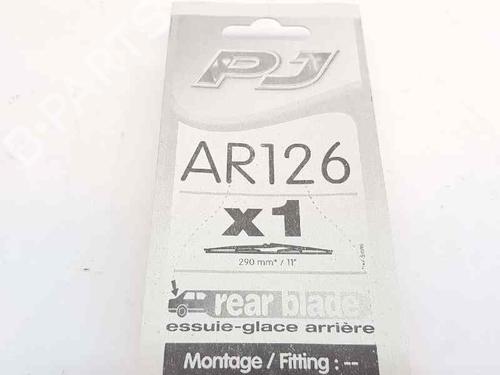 B-PARTS
PJ
AR126
x1
290 mm* / 11"
rear blade
essuie-glace arrière
Montage / Fitting : --